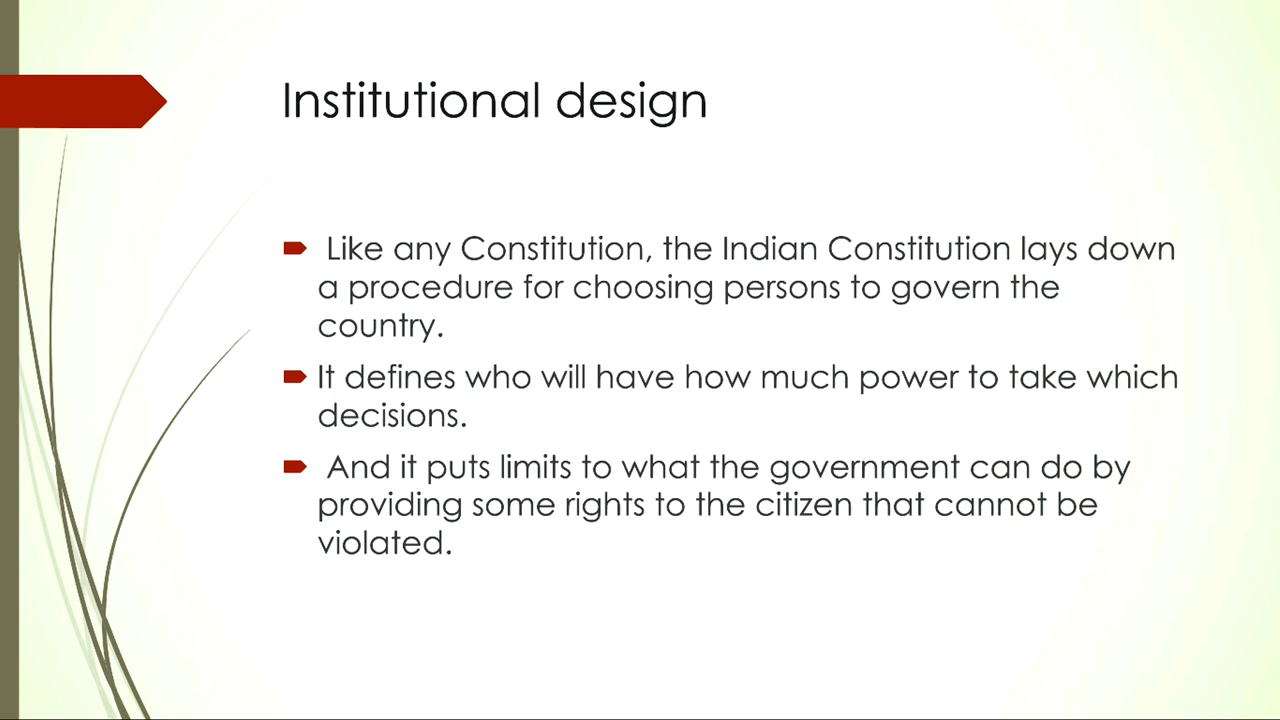 Institutional design
Like any Constitution, the Indian Constitution lays down
a procedure for choosing persons to govern the
country.
It defines who will have how much power to take which
decisions.
And it puts limits to what the government can do by
providing some rights to the citizen that cannot be
violated.